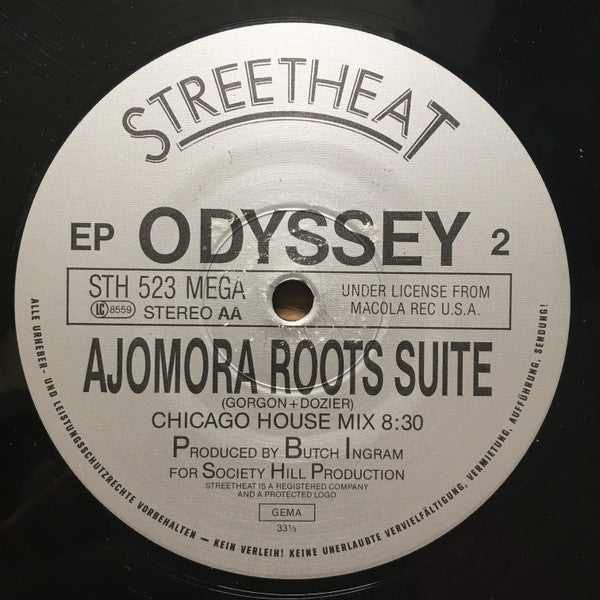 STREETHEAT
EP ODYSSEY 2
STH 523 MEGA
LC 8559 STEREO AA
UNDER LICENSE FROM
MACOLA REC U.S.A.
AJOMORA ROOTS SUITE
(GORGON+DOZIER)
CHICAGO HOUSE MIX 8:30
PRODUCED BY BUTCH INGRAM
FOR SOCIETY HILL PRODUCTION
STREETHEAT IS A REGISTERED COMPANY
AND A PROTECTED LOGO
GEMA
33⅓
ALLE URHEBER- UND LEISTUNGSSCHUTZRECHTE VORBEHALTEN – KEIN VERLEIH! KEINE UNERLAUBTE VERVIELFÄLTIGUNG, VERMIETUNG, AUFFÜHRUNG, SENDUNG!